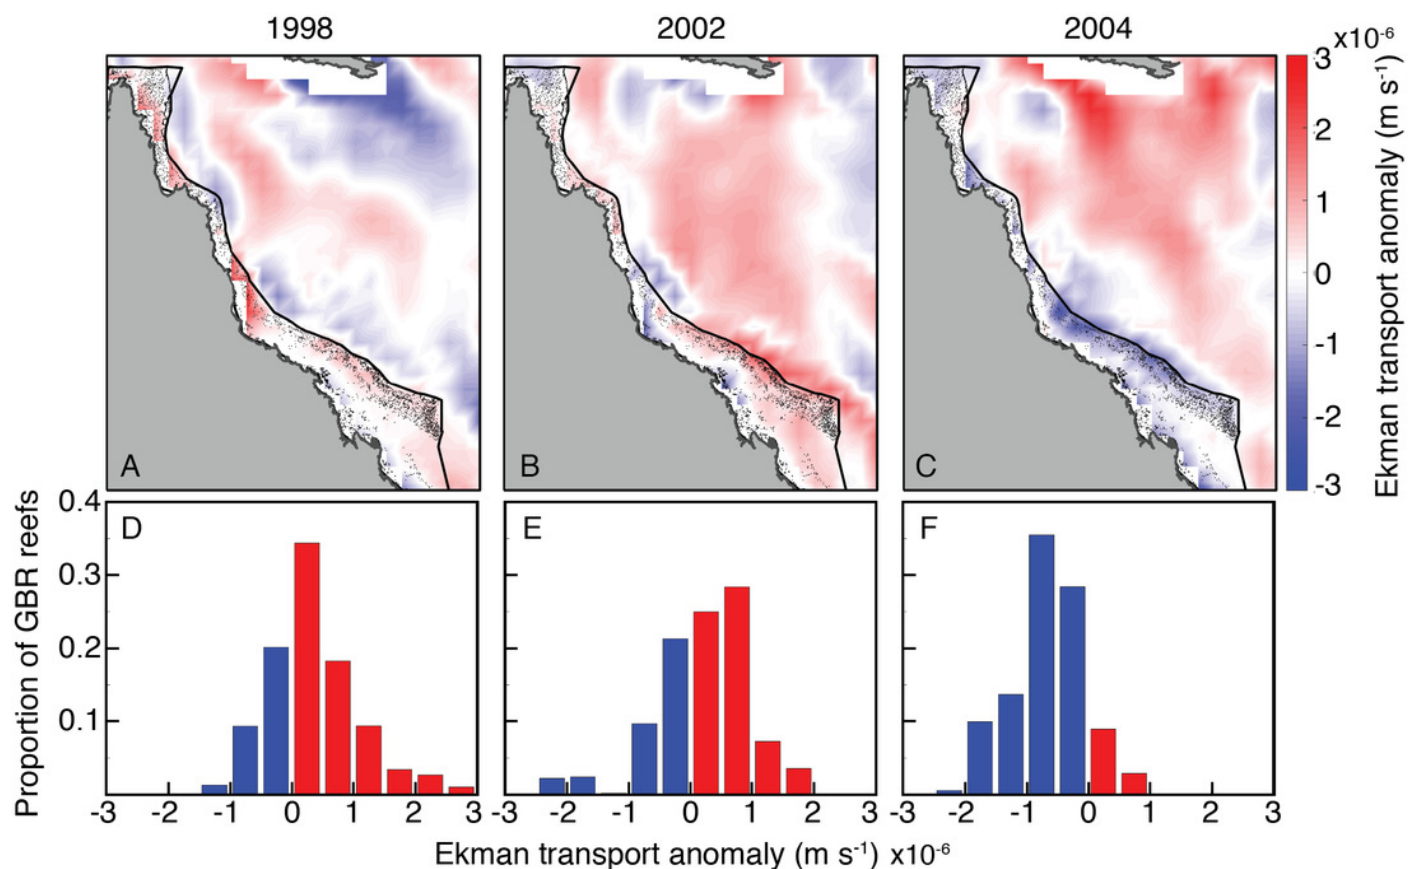 1998
2002
2004
x10-6
3
2
1
0
-1
-2
-3
Ekman transport anomaly (m s-1)
A
B
C
Proportion of GBR reefs
0.4
0.3
0.2
0.1
D
E
F
-3 -2 -1 0 1 2 3
-3 -2 -1 0 1 2 3
-3 -2 -1 0 1 2 3
Ekman transport anomaly (m s-1) x10-6